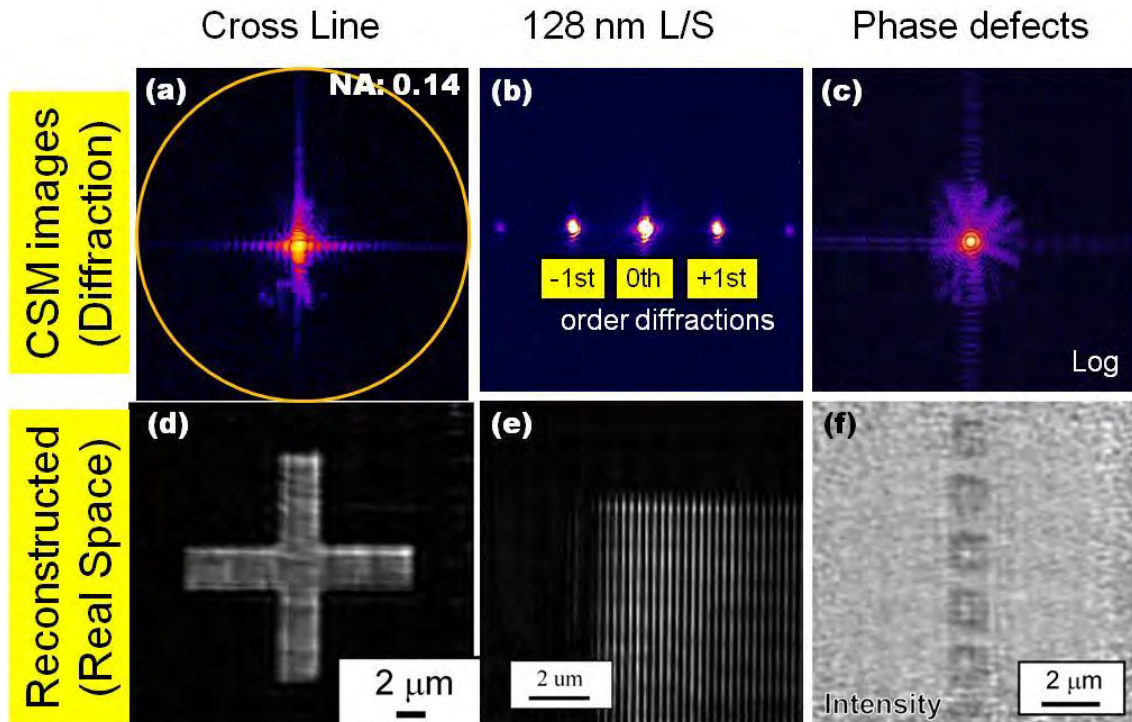 Cross Line
128 nm L/S
Phase defects
CSM images
(Diffraction)
(a)
NA: 0.14
(b)
-1st
0th
+1st
order diffractions
(c)
Log
Reconstructed
(Real Space)
(d)
2 μm
(e)
2 um
(f)
Intensity
2 μm